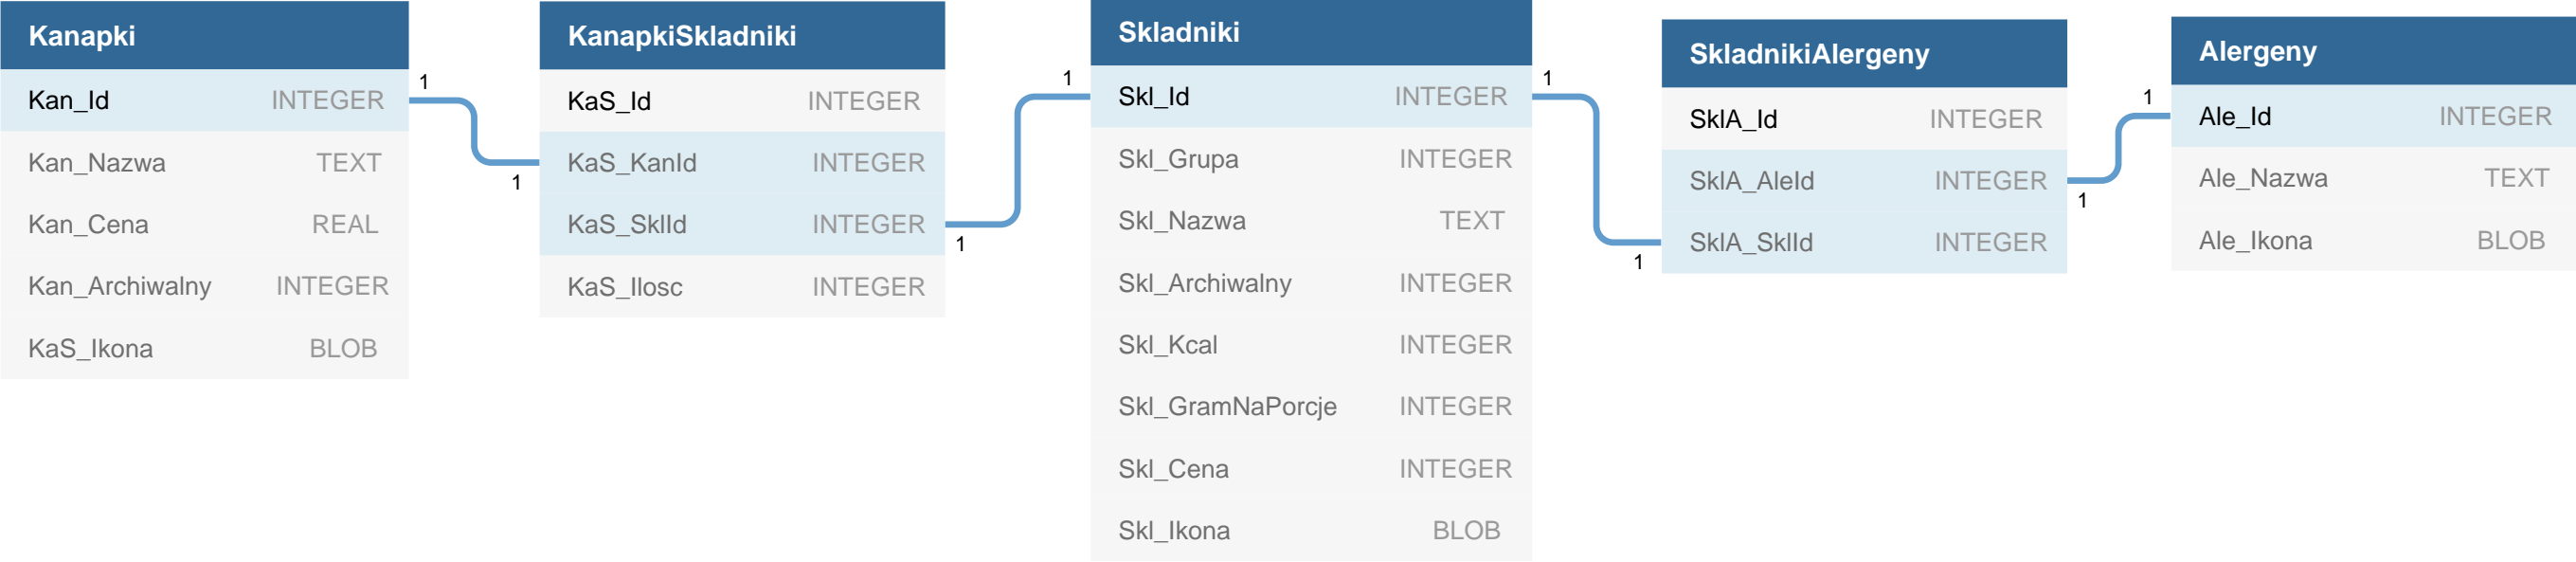 Kanapki
Kan_Id INTEGER
Kan_Nazwa TEXT
Kan_Cena REAL
Kan_Archiwalny INTEGER
KaS_Ikona BLOB
1
1
KanapkiSkladniki
KaS_Id INTEGER
KaS_KanId INTEGER
KaS_SklId INTEGER
KaS_Ilosc INTEGER
1
1
Skladniki
Skl_Id INTEGER
Skl_Grupa INTEGER
Skl_Nazwa TEXT
Skl_Archiwalny INTEGER
Skl_Kcal INTEGER
Skl_GramNaPorcje INTEGER
Skl_Cena INTEGER
Skl_Ikona BLOB
1
1
SkladnikiAlergeny
SklA_Id INTEGER
SklA_AleId INTEGER
SklA_SklId INTEGER
1
1
Alergeny
Ale_Id INTEGER
Ale_Nazwa TEXT
Ale_Ikona BLOB